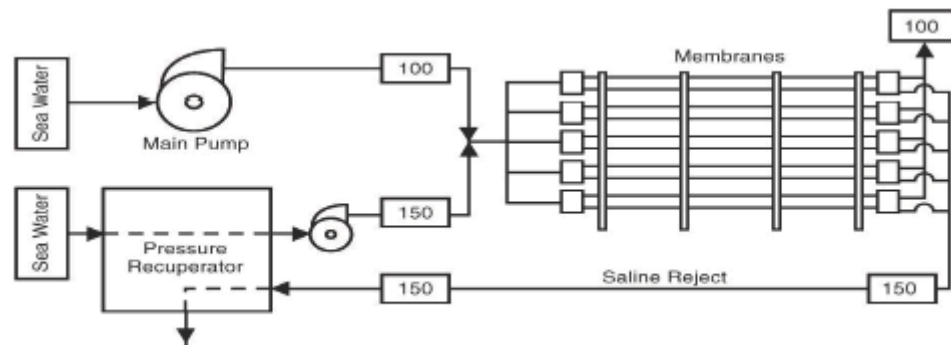 100
Membranes
100
Sea Water
Main Pump
Sea Water
150
Pressure
Recuperator
150
Saline Reject
150